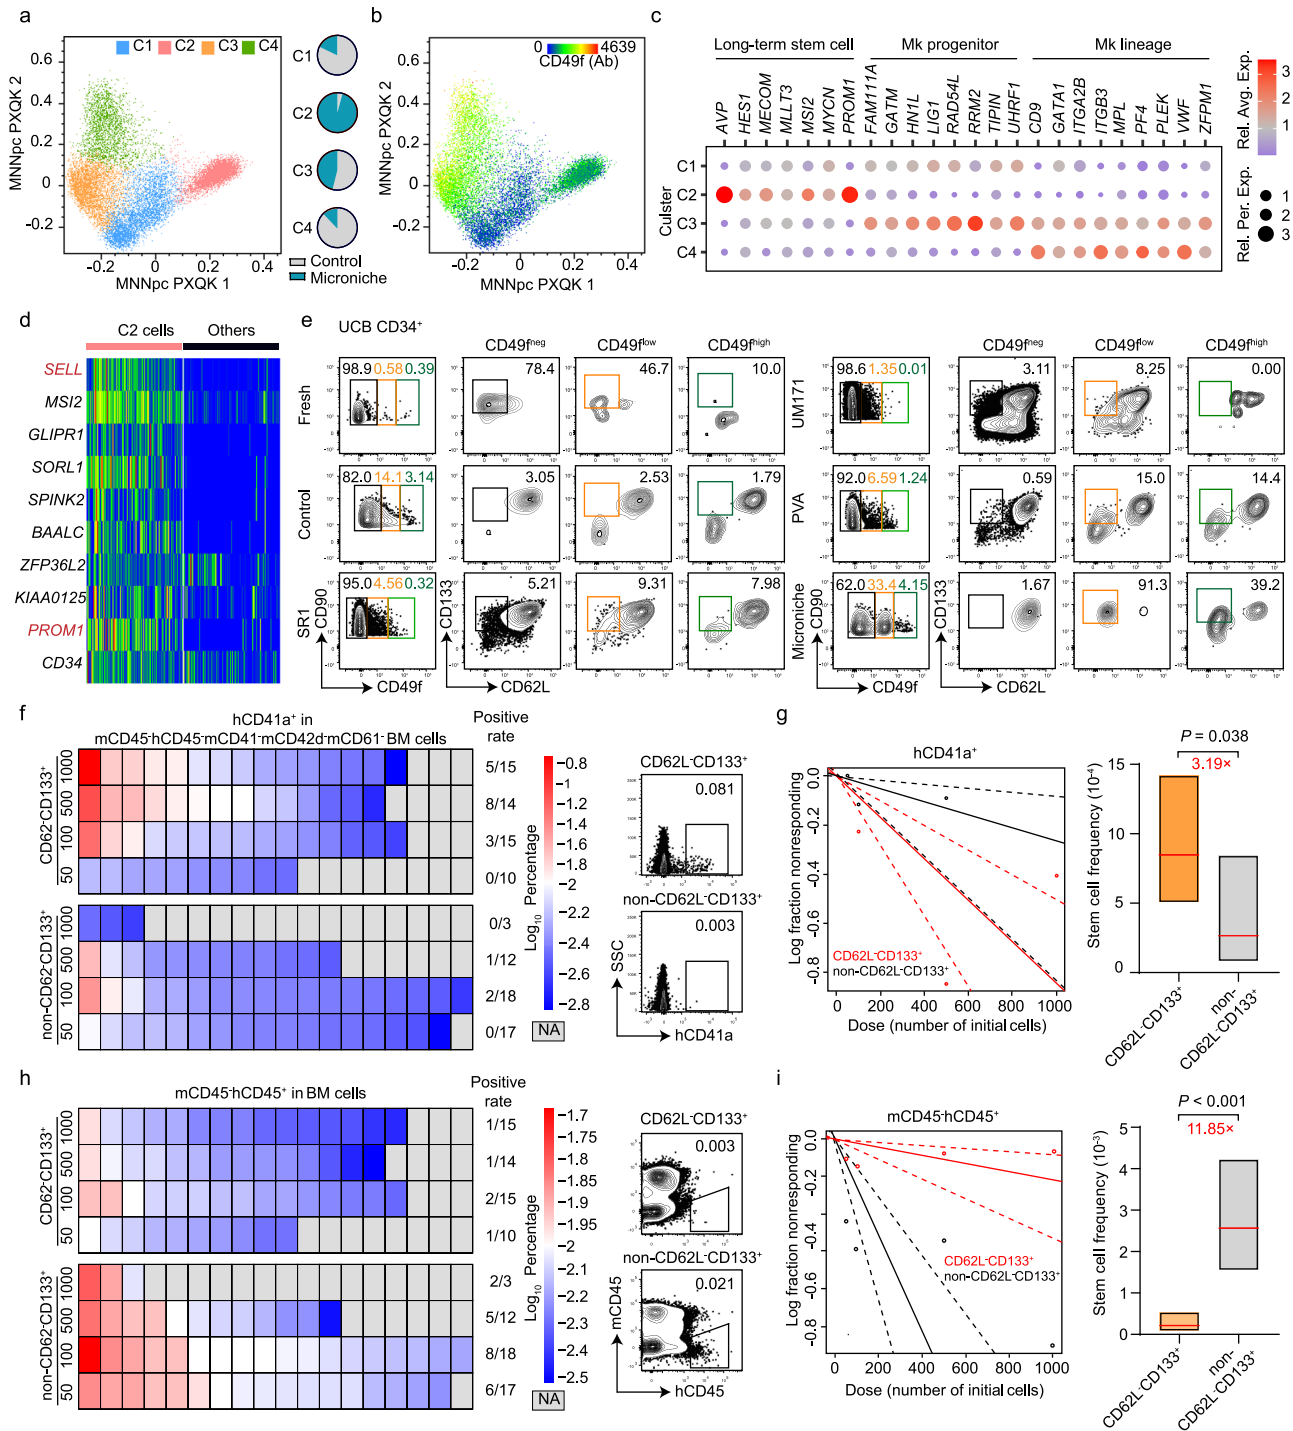 a
C1 C2 C3 C4
MNNpc PXQK 2
0.6
0.4
0.2
0
-0.2
-0.2 0 0.2 0.4
MNNpc PXQK 1
C1
C2
C3
C4
Control
Microniche
b
0 4639
CD49f (Ab)
MNNpc PXQK 2
0.6
0.4
0.2
0
-0.2
-0.2 0 0.2 0.4
MNNpc PXQK 1
c
Long-term stem cell Mk progenitor Mk lineage
AVP HES1 MECOM MLLT3 MSI2 MYCN PROM1 FAM111A GATM HN1L LIG1 RAD54L RRM2 TIPIN UHRF1 CD9 GATA1 ITGA2B ITGB3 MPL PF4 PLEK VWF ZFPM1
Culster
C1
C2
C3
C4
Rel. Avg. Exp.
3
2
1
Rel. Per. Exp.
1
2
3
d
C2 cells Others
SELL
MSI2
GLIPR1
SORL1
SPINK2
BAALC
ZFP36L2
KIAA0125
PROM1
CD34
e
UCB CD34+
CD49fneg CD49flow CD49fhigh
CD49fneg CD49flow CD49fhigh
Fresh
98.9 0.58 0.39
78.4
46.7
10.0
UM171
98.6 1.35 0.01
3.11
8.25
0.00
Control
82.0 14.1 3.14
3.05
2.53
1.79
PVA
92.0 6.59 1.24
0.59
15.0
14.4
SR1
95.0 4.56 0.32
5.21
9.31
7.98
Microniche
62.0 33.4 4.15
1.67
91.3
39.2
CD90
CD49f
CD133
CD62L
CD90
CD49f
CD133
CD62L
f
hCD41a+ in
mCD45-hCD45-mCD41-mCD42d-mCD61- BM cells
Positive
rate
CD62-CD133+
1000
500
100
50
5/15
8/14
3/15
0/10
non-CD62-CD133+
1000
500
100
50
0/3
1/12
2/18
0/17
Log10 Percentage
-0.8
-1
-1.2
-1.4
-1.6
-1.8
-2
-2.2
-2.4
-2.6
-2.8
NA
CD62L-CD133+
0.081
non-CD62L-CD133+
0.003
SSC
hCD41a
g
hCD41a+
Log fraction nonresponding
0.0
-0.2
-0.4
-0.6
-0.8
CD62L-CD133+
non-CD62L-CD133+
0 200 400 600 800 1000
Dose (number of initial cells)
P = 0.038
3.19×
Stem cell frequency (10-4)
15
10
5
0
CD62L-CD133+
non-
CD62L-CD133+
h
mCD45-hCD45+ in BM cells
Positive
rate
CD62-CD133+
1000
500
100
50
1/15
1/14
2/15
1/10
non-CD62-CD133+
1000
500
100
50
2/3
5/12
8/18
6/17
Log10 Percentage
-1.7
-1.75
-1.8
-1.85
-1.9
-1.95
-2
-2.1
-2.2
-2.3
-2.4
-2.5
NA
CD62L-CD133+
0.003
non-CD62L-CD133+
0.021
mCD45
hCD45
i
mCD45-hCD45+
Log fraction nonresponding
0.0
-0.2
-0.4
-0.6
-0.8
CD62L-CD133+
non-CD62L-CD133+
0 200 400 600 800 1000
Dose (number of initial cells)
P < 0.001
11.85×
Stem cell frequency (10-3)
5
4
3
2
1
0
CD62L-CD133+
non-
CD62L-CD133+